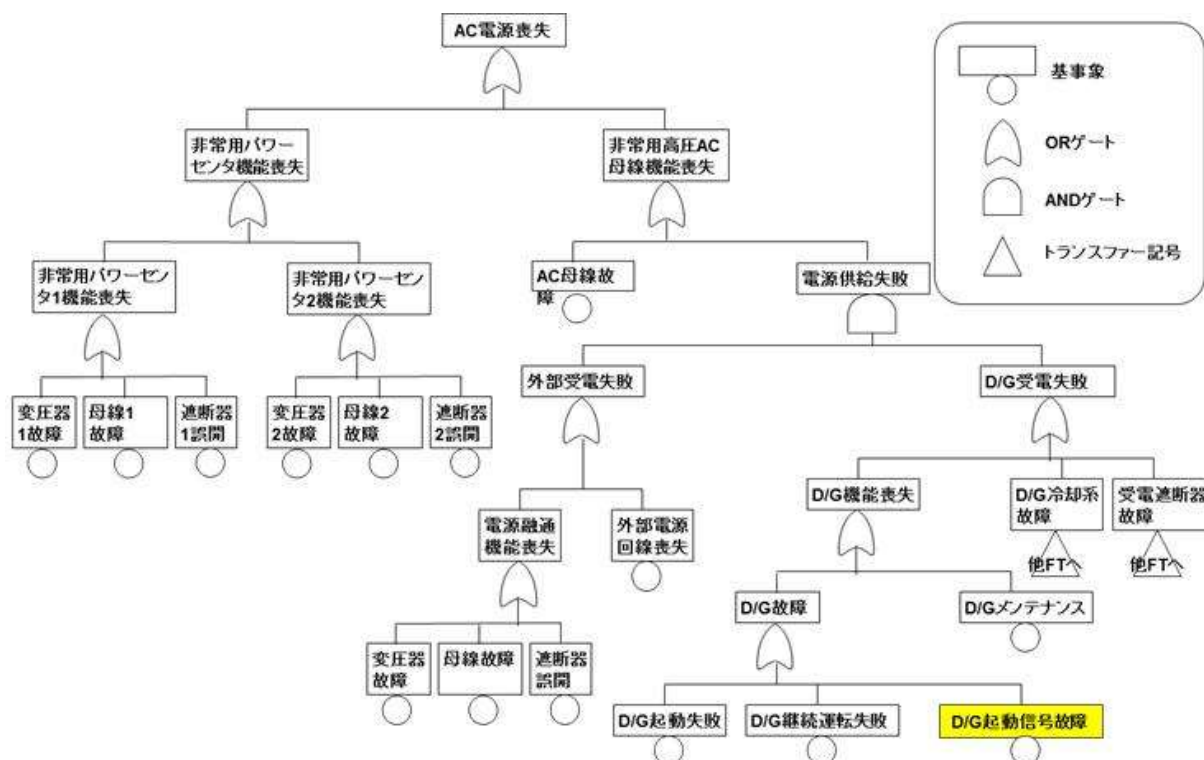 AC電源喪失
基事象
ORゲート
ANDゲート
トランスファー記号
非常用パワー
センタ機能喪失
非常用高圧AC
母線機能喪失
非常用パワーセン
タ1機能喪失
非常用パワーセン
タ2機能喪失
AC母線故
障
電源供給失敗
変圧器
1故障
母線1
故障
遮断器
1誤開
変圧器
2故障
母線2
故障
遮断器
2誤開
外部受電失敗
D/G受電失敗
電源融通
機能喪失
外部電源
回線喪失
D/G機能喪失
D/G冷却系
故障
受電遮断器
故障
他FTへ
他FTへ
変圧器
故障
母線故障
遮断器
誤開
D/G故障
D/Gメンテナンス
D/G起動失敗
D/G継続運転失敗
D/G起動信号故障